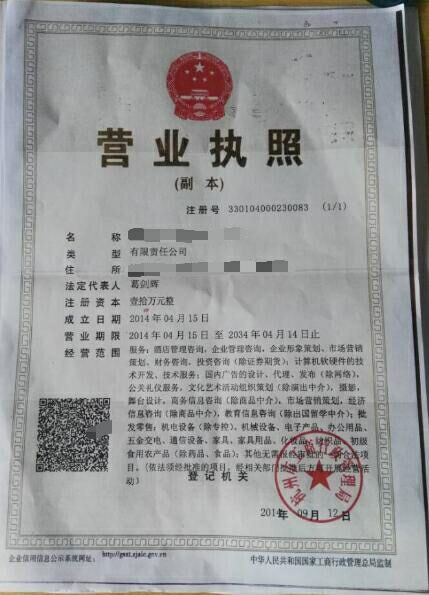 营业执照
(副 本)
注册号 330104000230083 (1/1)
名 称
类 型 有限责任公司
住 所
法定代表人 葛剑辉
注册资本 壹拾万元整
成立日期 2014年04月15日
营业期限 2014年04月15日 至 2034年04月14日止
经营范围 服务:酒店管理咨询,企业管理咨询,企业形象策划,市场营销
策划,财务咨询,投资咨询(除证券期货);计算机软硬件的技
术开发、技术服务;国内广告的设计、代理、发布(除网络),
公关礼仪服务,文化艺术活动组织策划(除演出中介),摄影,
舞台设计,商务信息咨询(除商品中介),市场营销策划,经济
信息咨询(除商品中介),教育信息咨询(除出国留学中介);批
发零售:机电设备(除专控),机械设备、电子产品、办公用品、
五金交电、通信设备、家具、家具用品、化妆品、纺织品、初级
食用农产品(除药品、食品);其他无需报经审批的一切合法项
目。(依法须经批准的项目,经相关部门批准后方可开展经营活
动)
登记机关
2014年 09月 12日
企业信用信息公示系统网址: http://gsxt.zjaic.gov.cn
中华人民共和国国家工商行政管理总局监制